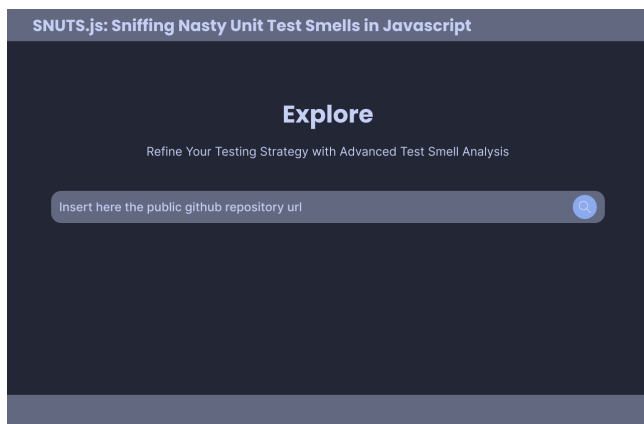 SNUTS.js: Sniffing Nasty Unit Test Smells in Javascript
Explore
Refine Your Testing Strategy with Advanced Test Smell Analysis
Insert here the public github repository url